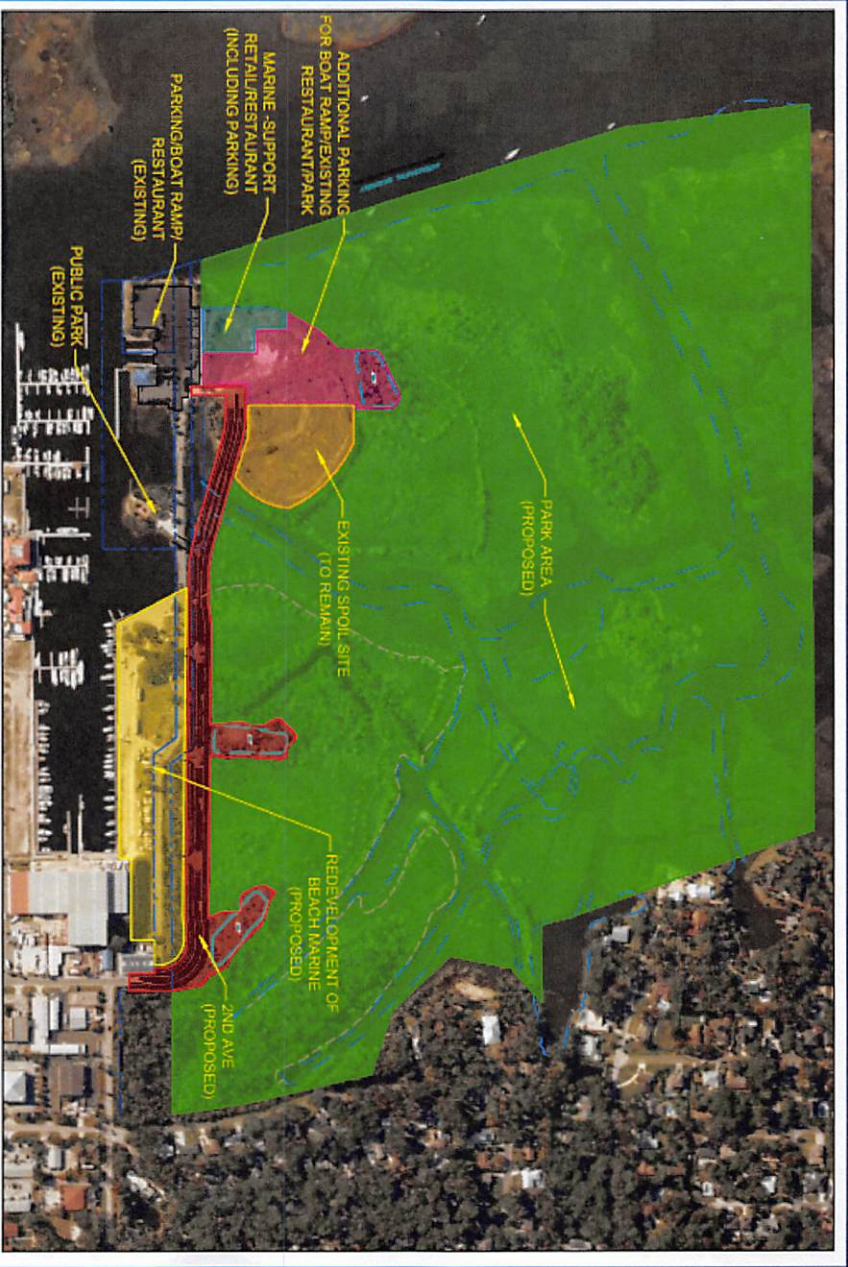 ADDITIONAL PARKING
FOR BOAT RAMP/EXISTING
RESTAURANT/PARK
MARINE -SUPPORT
RETAIL/RESTAURANT
(INCLUDING PARKING)
PARKING/BOAT RAMP/
RESTAURANT
(EXISTING)
PUBLIC PARK
(EXISTING)
PARK AREA
(PROPOSED)
EXISTING SPOIL SITE
(TO REMAIN)
REDEVELOPMENT OF
BEACH MARINE
(PROPOSED)
2ND AVE
(PROPOSED)